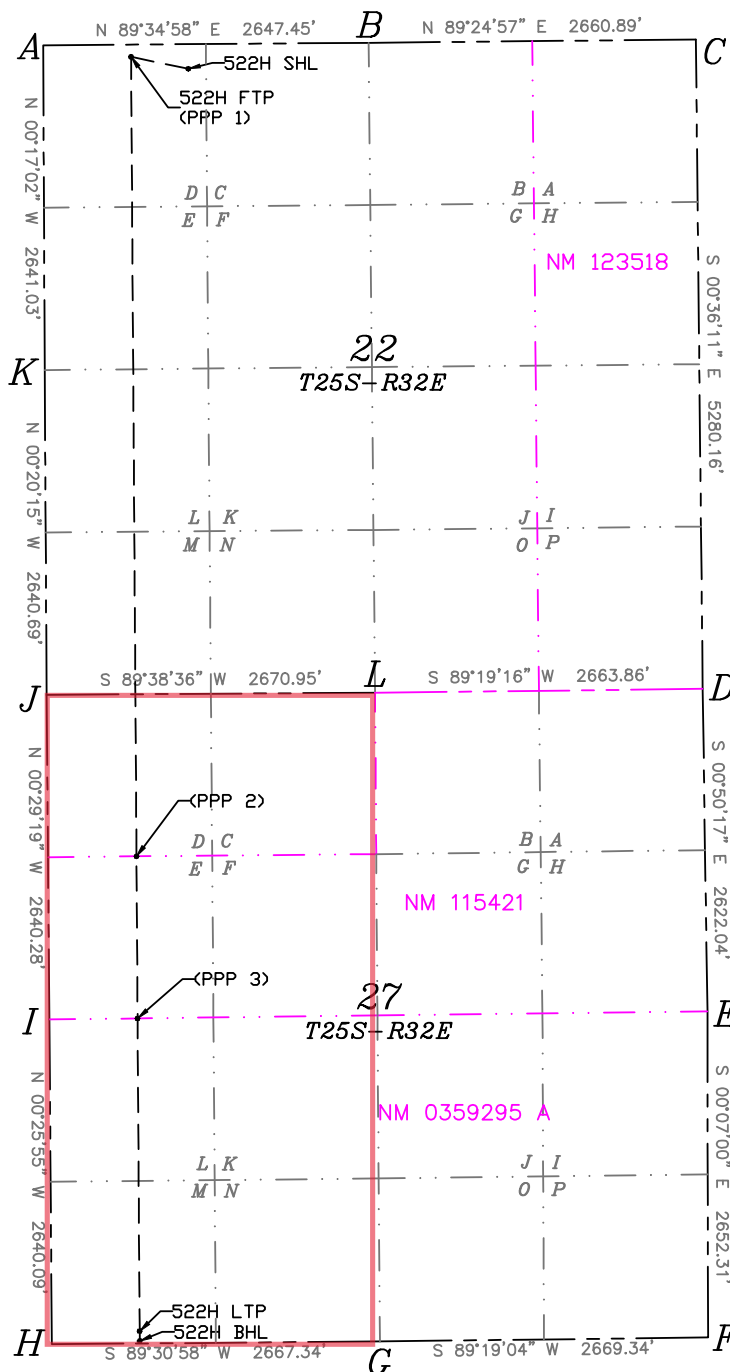 N 89°34'58" E 2647.45'
B
N 89°24'57" E 2660.89'
A
C
522H SHL
522H FTP
(PPP 1)
N 00°17'02" W 2641.03'
D C
E F
B A
G H
NM 123518
S 00°36'11" E 5280.16'
22
T25S-R32E
K
N 00°20'15" W 2640.69'
L K
M N
J I
O P
S 89°38'36" W 2670.95'
L
S 89°19'16" W 2663.86'
J
D
N 00°29'19" W 2640.28'
(PPP 2)
D C
E F
B A
G H
S 00°50'17" E 2622.04'
NM 115421
(PPP 3)
27
T25S-R32E
I
E
N 00°25'55" W 2640.09'
NM 0359295 A
S 00°07'00" E 2652.31'
L K
M N
J I
O P
522H LTP
522H BHL
H
F
S 89°30'58" W 2667.34'
G
S 89°19'04" W 2669.34'